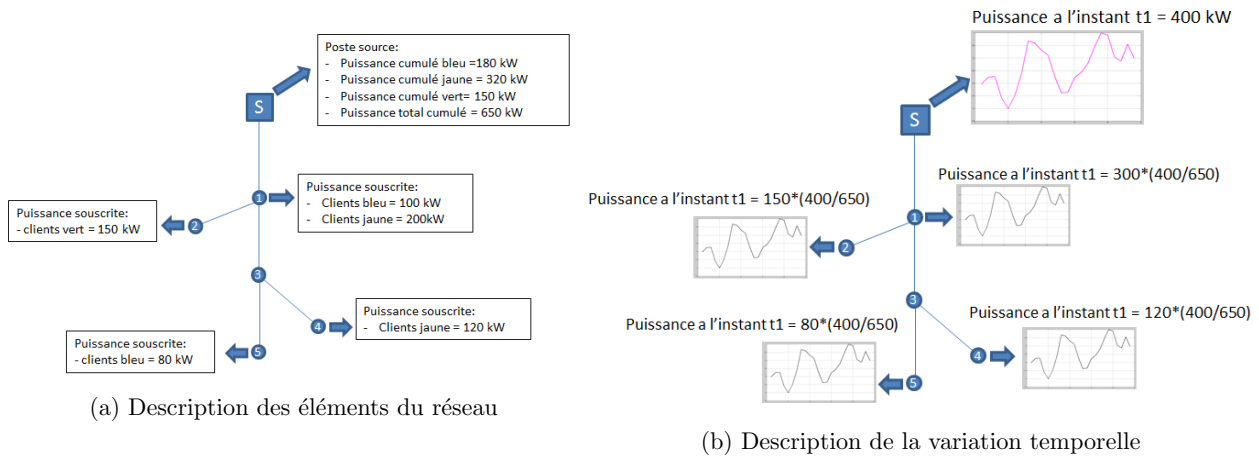 Poste source:
- Puissance cumulé bleu =180 kW
- Puissance cumulé jaune = 320 kW
- Puissance cumulé vert= 150 kW
- Puissance total cumulé = 650 kW
S
1
Puissance souscrite:
- Clients bleu = 100 kW
- Clients jaune = 200kW
Puissance souscrite:
- clients vert = 150 kW
2
3
Puissance souscrite:
- Clients jaune = 120 kW
4
Puissance souscrite:
- clients bleu = 80 kW
5
(a) Description des éléments du réseau
Puissance a l'instant t1 = 400 kW
S
Puissance a l'instant t1 = 300*(400/650)
1
Puissance a l'instant t1 = 150*(400/650)
2
3
Puissance a l'instant t1 = 120*(400/650)
4
Puissance a l'instant t1 = 80*(400/650)
5
(b) Description de la variation temporelle